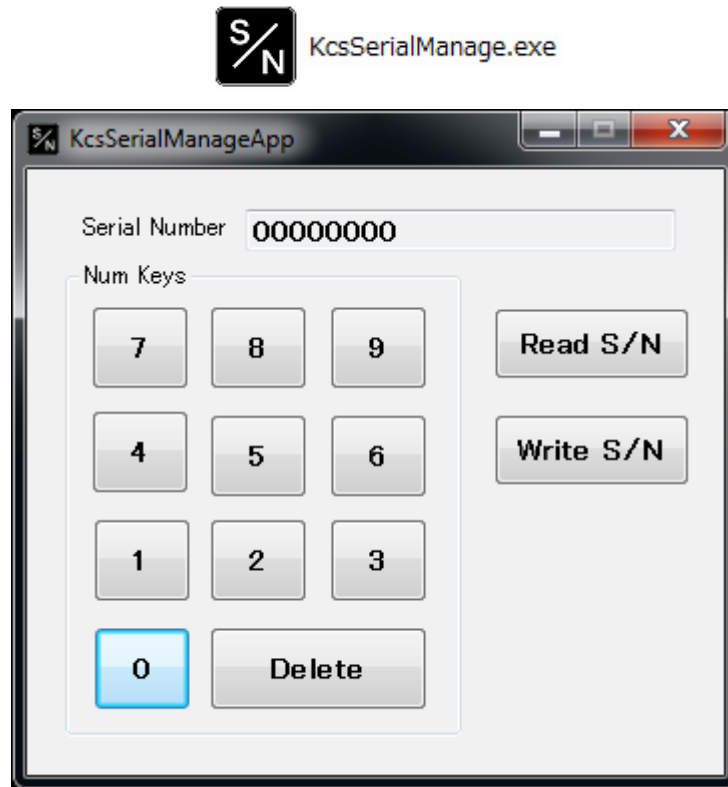 S/N KcsSerialManage.exe
S/N KcsSerialManageApp
Serial Number 00000000
Num Keys
7 8 9 Read S/N
4 5 6 Write S/N
1 2 3
0 Delete